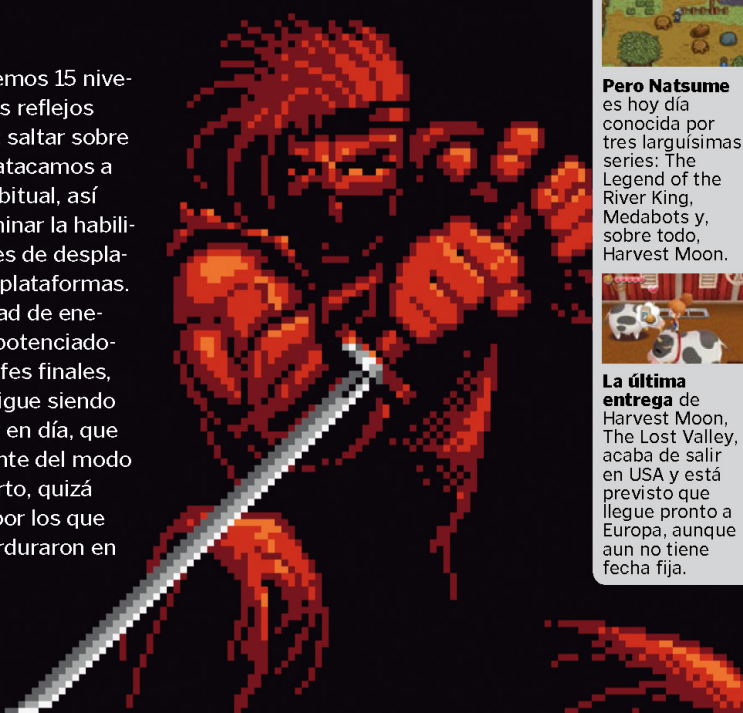 emos 15 nive-
s reflejos
saltar sobre
atacamos a
bitual, así
ninar la habili-
es de despla-
plataformas.
ad de ene-
potenciado-
fes finales,
igue siendo
en día, que
nte del modo
rto, quizá
por los que
rduraron en
Pero Natsume
es hoy día
conocida por
tres larguísimas
series: The
Legend of the
River King,
Medabots y,
sobre todo,
Harvest Moon.
La última
entrega de
Harvest Moon,
The Lost Valley,
acaba de salir
en USA y está
previsto que
llegue pronto a
Europa, aunque
aun no tiene
fecha fija.